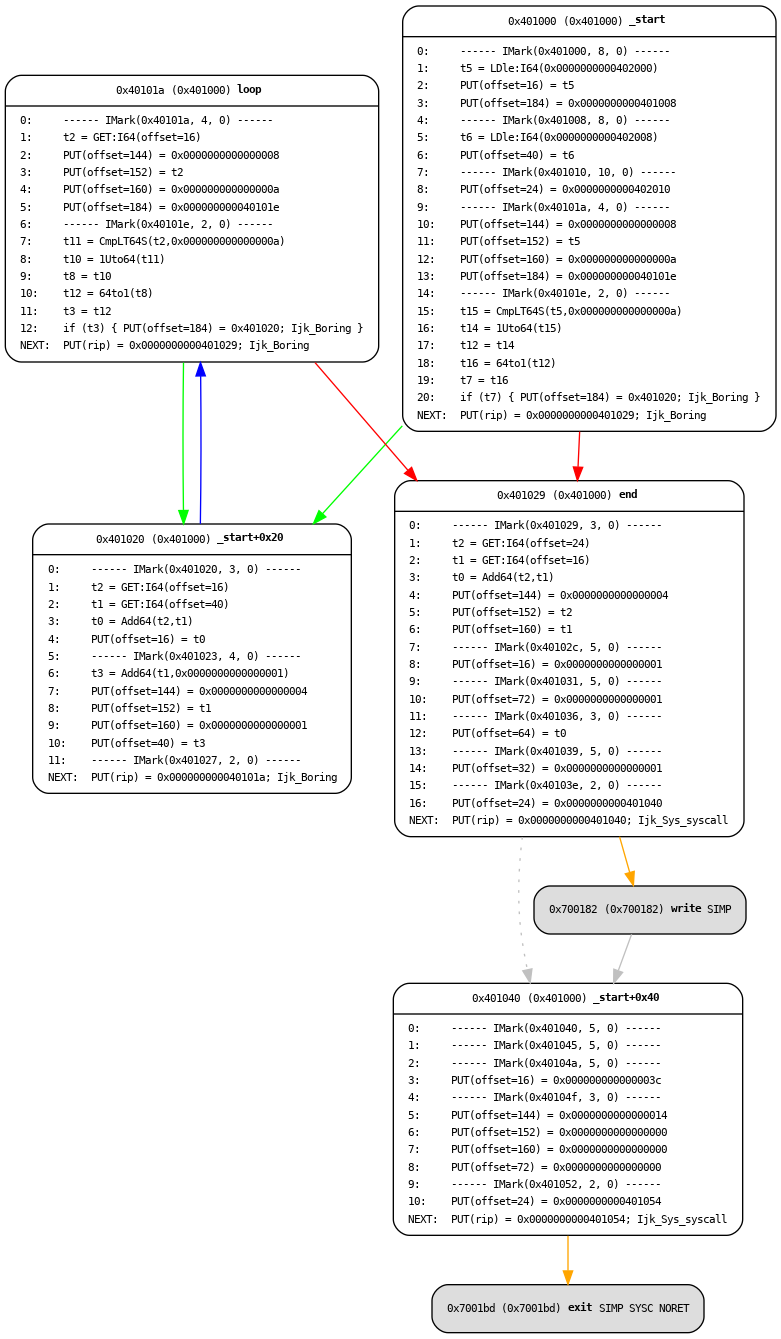 0x401000 (0x401000) _start
0: ------ IMark(0x401000, 8, 0) ------
1: t5 = LDle:I64(0x0000000000402000)
2: PUT(offset=16) = t5
3: PUT(offset=184) = 0x0000000000401008
4: ------ IMark(0x401008, 8, 0) ------
5: t6 = LDle:I64(0x0000000000402008)
6: PUT(offset=40) = t6
7: ------ IMark(0x401010, 10, 0) ------
8: PUT(offset=24) = 0x0000000000402010
9: ------ IMark(0x40101a, 4, 0) ------
10: PUT(offset=144) = 0x0000000000000008
11: PUT(offset=152) = t5
12: PUT(offset=160) = 0x000000000000000a
13: PUT(offset=184) = 0x000000000040101e
14: ------ IMark(0x40101e, 2, 0) ------
15: t15 = CmpLT64S(t5,0x000000000000000a)
16: t14 = 1Uto64(t15)
17: t12 = t14
18: t16 = 64to1(t12)
19: t7 = t16
20: if (t7) { PUT(offset=184) = 0x401020; Ijk_Boring }
NEXT: PUT(rip) = 0x0000000000401029; Ijk_Boring
0x40101a (0x401000) loop
0: ------ IMark(0x40101a, 4, 0) ------
1: t2 = GET:I64(offset=16)
2: PUT(offset=144) = 0x0000000000000008
3: PUT(offset=152) = t2
4: PUT(offset=160) = 0x000000000000000a
5: PUT(offset=184) = 0x000000000040101e
6: ------ IMark(0x40101e, 2, 0) ------
7: t11 = CmpLT64S(t2,0x000000000000000a)
8: t10 = 1Uto64(t11)
9: t8 = t10
10: t12 = 64to1(t8)
11: t3 = t12
12: if (t3) { PUT(offset=184) = 0x401020; Ijk_Boring }
NEXT: PUT(rip) = 0x0000000000401029; Ijk_Boring
0x401020 (0x401000) _start+0x20
0: ------ IMark(0x401020, 3, 0) ------
1: t2 = GET:I64(offset=16)
2: t1 = GET:I64(offset=40)
3: t0 = Add64(t2,t1)
4: PUT(offset=16) = t0
5: ------ IMark(0x401023, 4, 0) ------
6: t3 = Add64(t1,0x0000000000000001)
7: PUT(offset=144) = 0x0000000000000004
8: PUT(offset=152) = t1
9: PUT(offset=160) = 0x0000000000000001
10: PUT(offset=40) = t3
11: ------ IMark(0x401027, 2, 0) ------
NEXT: PUT(rip) = 0x000000000040101a; Ijk_Boring
0x401029 (0x401000) end
0: ------ IMark(0x401029, 3, 0) ------
1: t2 = GET:I64(offset=24)
2: t1 = GET:I64(offset=16)
3: t0 = Add64(t2,t1)
4: PUT(offset=144) = 0x0000000000000004
5: PUT(offset=152) = t2
6: PUT(offset=160) = t1
7: ------ IMark(0x40102c, 5, 0) ------
8: PUT(offset=16) = 0x0000000000000001
9: ------ IMark(0x401031, 5, 0) ------
10: PUT(offset=72) = 0x0000000000000001
11: ------ IMark(0x401036, 3, 0) ------
12: PUT(offset=64) = t0
13: ------ IMark(0x401039, 5, 0) ------
14: PUT(offset=32) = 0x0000000000000001
15: ------ IMark(0x40103e, 2, 0) ------
16: PUT(offset=24) = 0x0000000000401040
NEXT: PUT(rip) = 0x0000000000401040; Ijk_Sys_syscall
0x700182 (0x700182) write SIMP
0x401040 (0x401000) _start+0x40
0: ------ IMark(0x401040, 5, 0) ------
1: ------ IMark(0x401045, 5, 0) ------
2: ------ IMark(0x40104a, 5, 0) ------
3: PUT(offset=16) = 0x000000000000003c
4: ------ IMark(0x40104f, 3, 0) ------
5: PUT(offset=144) = 0x0000000000000014
6: PUT(offset=152) = 0x0000000000000000
7: PUT(offset=160) = 0x0000000000000000
8: PUT(offset=72) = 0x0000000000000000
9: ------ IMark(0x401052, 2, 0) ------
10: PUT(offset=24) = 0x0000000000401054
NEXT: PUT(rip) = 0x0000000000401054; Ijk_Sys_syscall
0x7001bd (0x7001bd) exit SIMP SYSC NORET